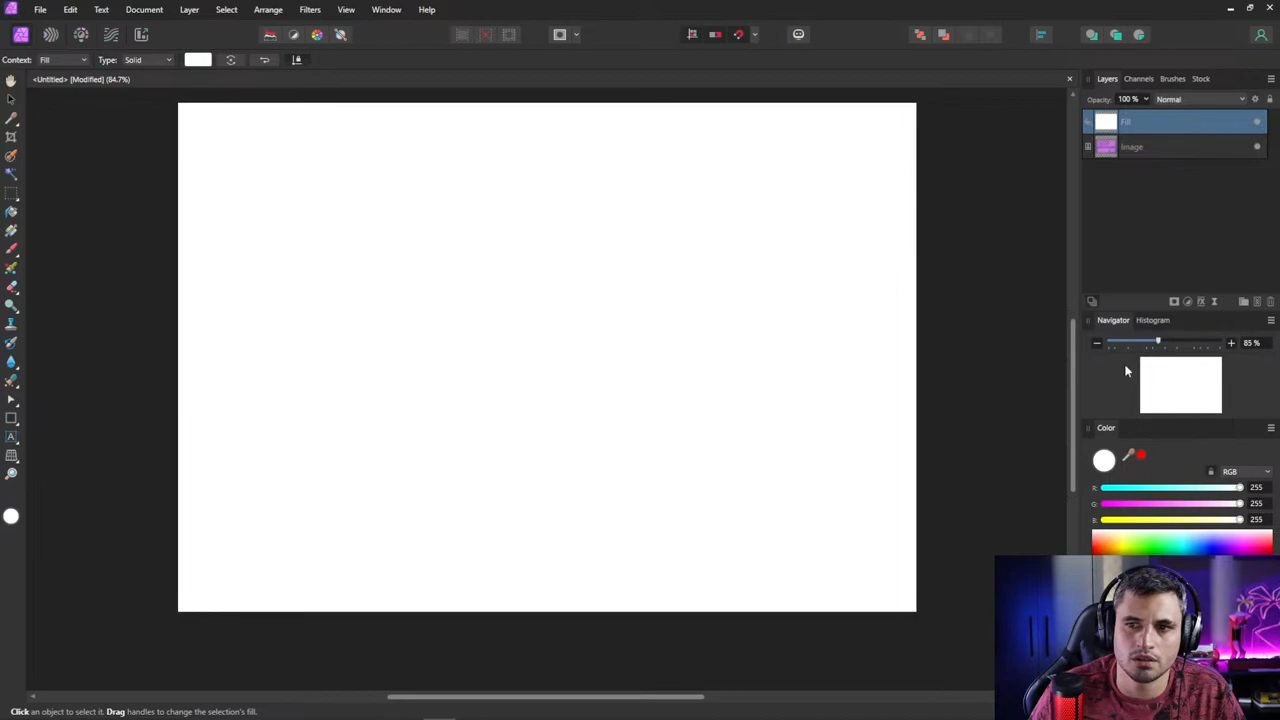 File Edit Text Document Layer Select Arrange Filters View Window Help
Context: Fill Type: Solid
<Untitled> [Modified] (84.7%)
Layers Channels Brushes Stock
Opacity: 100 % Normal
Fill
Image
Navigator Histogram
85 %
Color
RGB
R: 255
G: 255
B: 255
Click an object to select it. Drag handles to change the selection's fill.